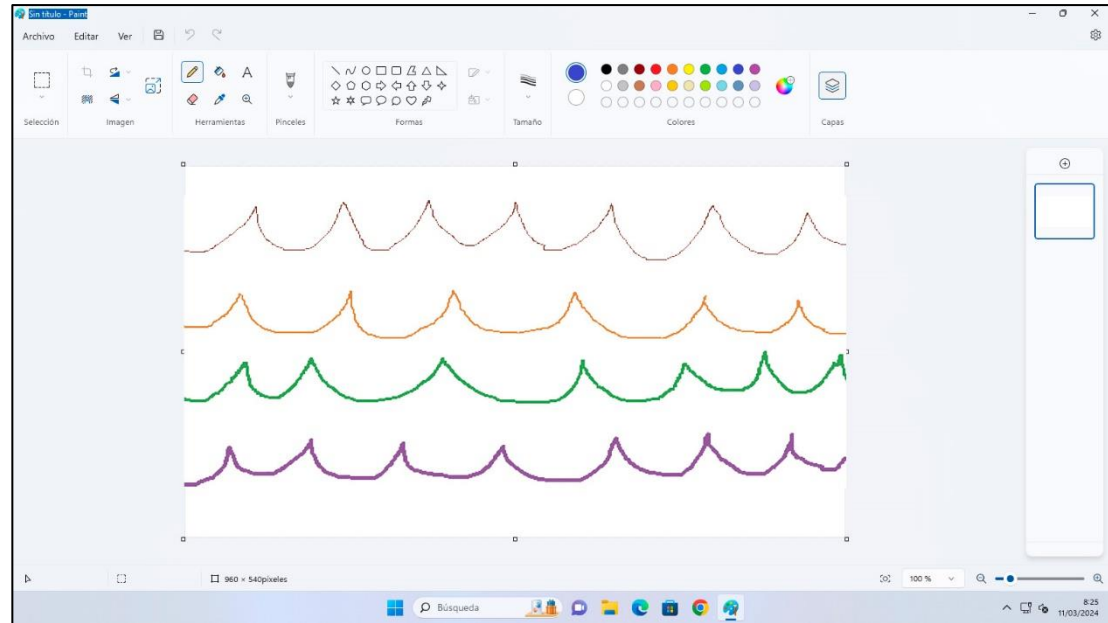 Sin título - Paint
Archivo Editar Ver
Selección Imagen Herramientas Pinceles Formas Tamaño Colores Capas
960 × 540píxeles
100 %
Búsqueda
8:25
11/03/2024